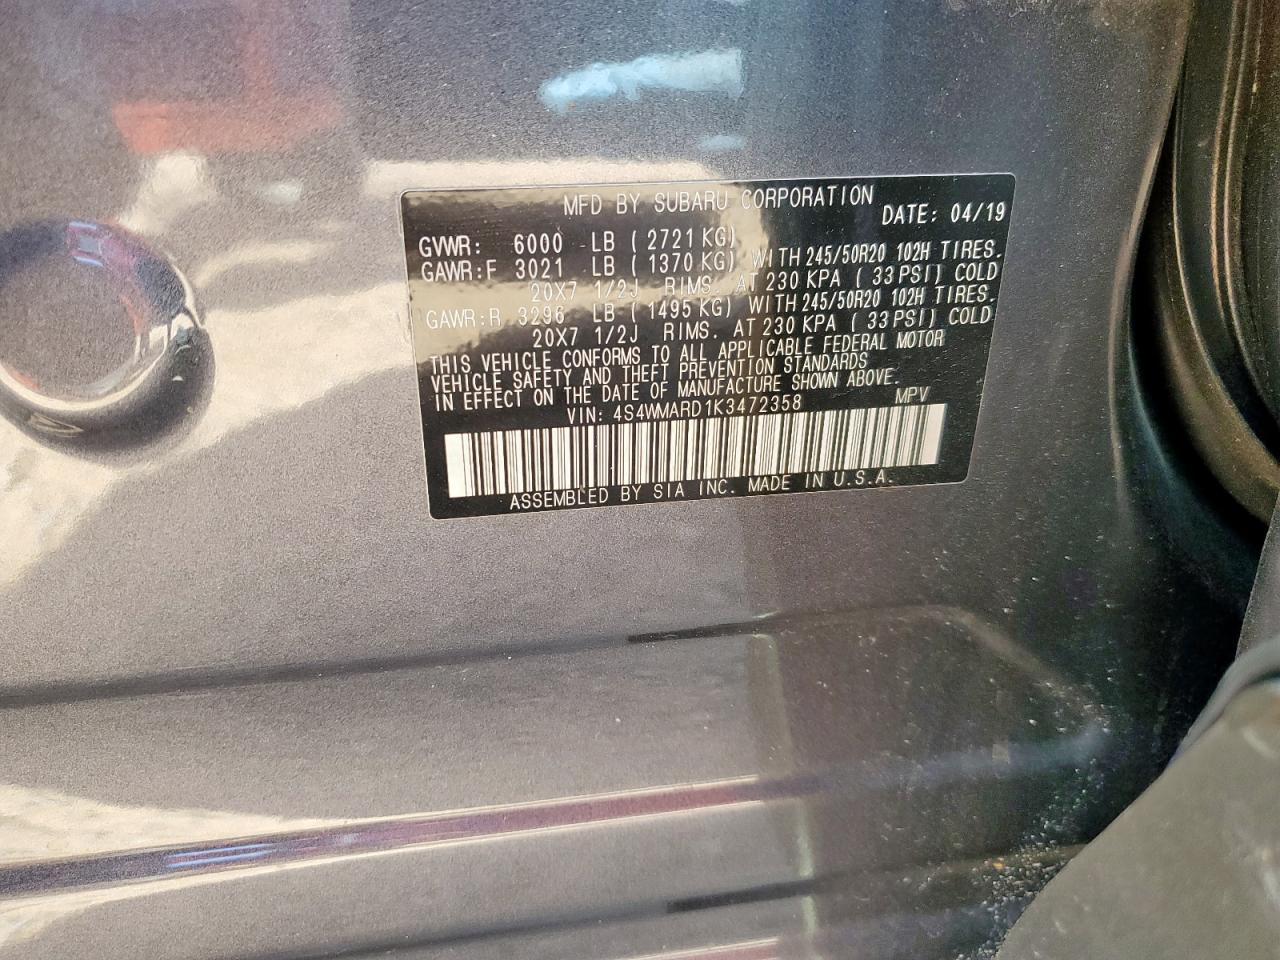 MFD BY SUBARU CORPORATION
DATE: 04/19
GVWR: 6000 LB ( 2721 KG)
GAWR:F 3021 LB ( 1370 KG) WITH 245/50R20 102H TIRES.
20X7 1/2J RIMS. AT 230 KPA ( 33 PSI) COLD
GAWR:R 3296 LB ( 1495 KG) WITH 245/50R20 102H TIRES.
20X7 1/2J RIMS. AT 230 KPA ( 33 PSI) COLD
THIS VEHICLE CONFORMS TO ALL APPLICABLE FEDERAL MOTOR
VEHICLE SAFETY AND THEFT PREVENTION STANDARDS
IN EFFECT ON THE DATE OF MANUFACTURE SHOWN ABOVE.
VIN: 4S4WMARD1K3472358 MPV
ASSEMBLED BY SIA INC. MADE IN U.S.A.